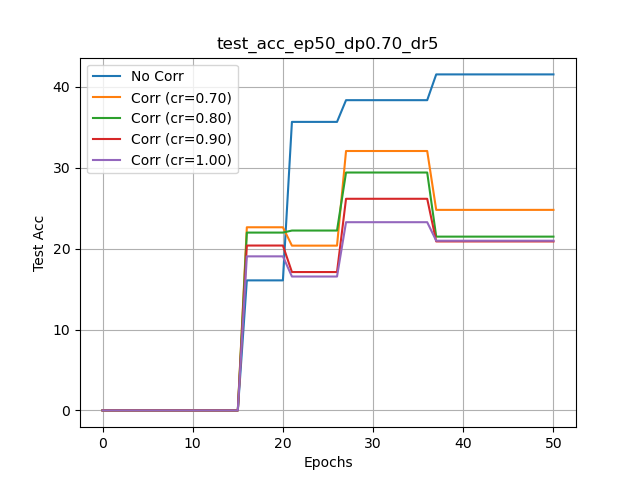 test_acc_ep50_dp0.70_dr5
No Corr
Corr (cr=0.70)
Corr (cr=0.80)
Corr (cr=0.90)
Corr (cr=1.00)
40
30
20
10
0
Test Acc
0 10 20 30 40 50
Epochs